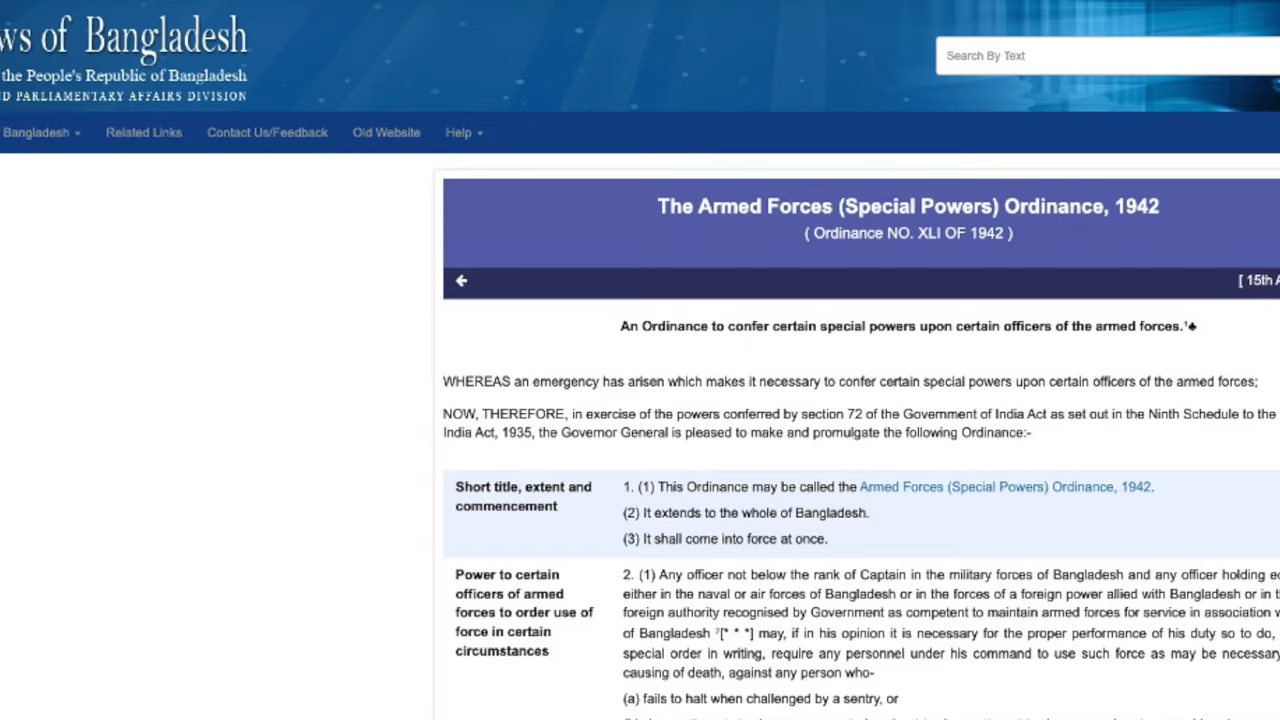 ws of Bangladesh
the People's Republic of Bangladesh
D PARLIAMENTARY AFFAIRS DIVISION
Search By Text
Bangladesh Related Links Contact Us/Feedback Old Website Help
The Armed Forces (Special Powers) Ordinance, 1942
( Ordinance NO. XLI OF 1942 )
[ 15th A
An Ordinance to confer certain special powers upon certain officers of the armed forces.1♣
WHEREAS an emergency has arisen which makes it necessary to confer certain special powers upon certain officers of the armed forces;
NOW, THEREFORE, in exercise of the powers conferred by section 72 of the Government of India Act as set out in the Ninth Schedule to the
India Act, 1935, the Governor General is pleased to make and promulgate the following Ordinance:-
Short title, extent and
commencement
1. (1) This Ordinance may be called the Armed Forces (Special Powers) Ordinance, 1942.
(2) It extends to the whole of Bangladesh.
(3) It shall come into force at once.
Power to certain
officers of armed
forces to order use of
force in certain
circumstances
2. (1) Any officer not below the rank of Captain in the military forces of Bangladesh and any officer holding e
either in the naval or air forces of Bangladesh or in the forces of a foreign power allied with Bangladesh or in t
foreign authority recognised by Government as competent to maintain armed forces for service in association
of Bangladesh 2[* * *] may, if in his opinion it is necessary for the proper performance of his duty so to do,
special order in writing, require any personnel under his command to use such force as may be necessary
causing of death, against any person who-
(a) fails to halt when challenged by a sentry, or